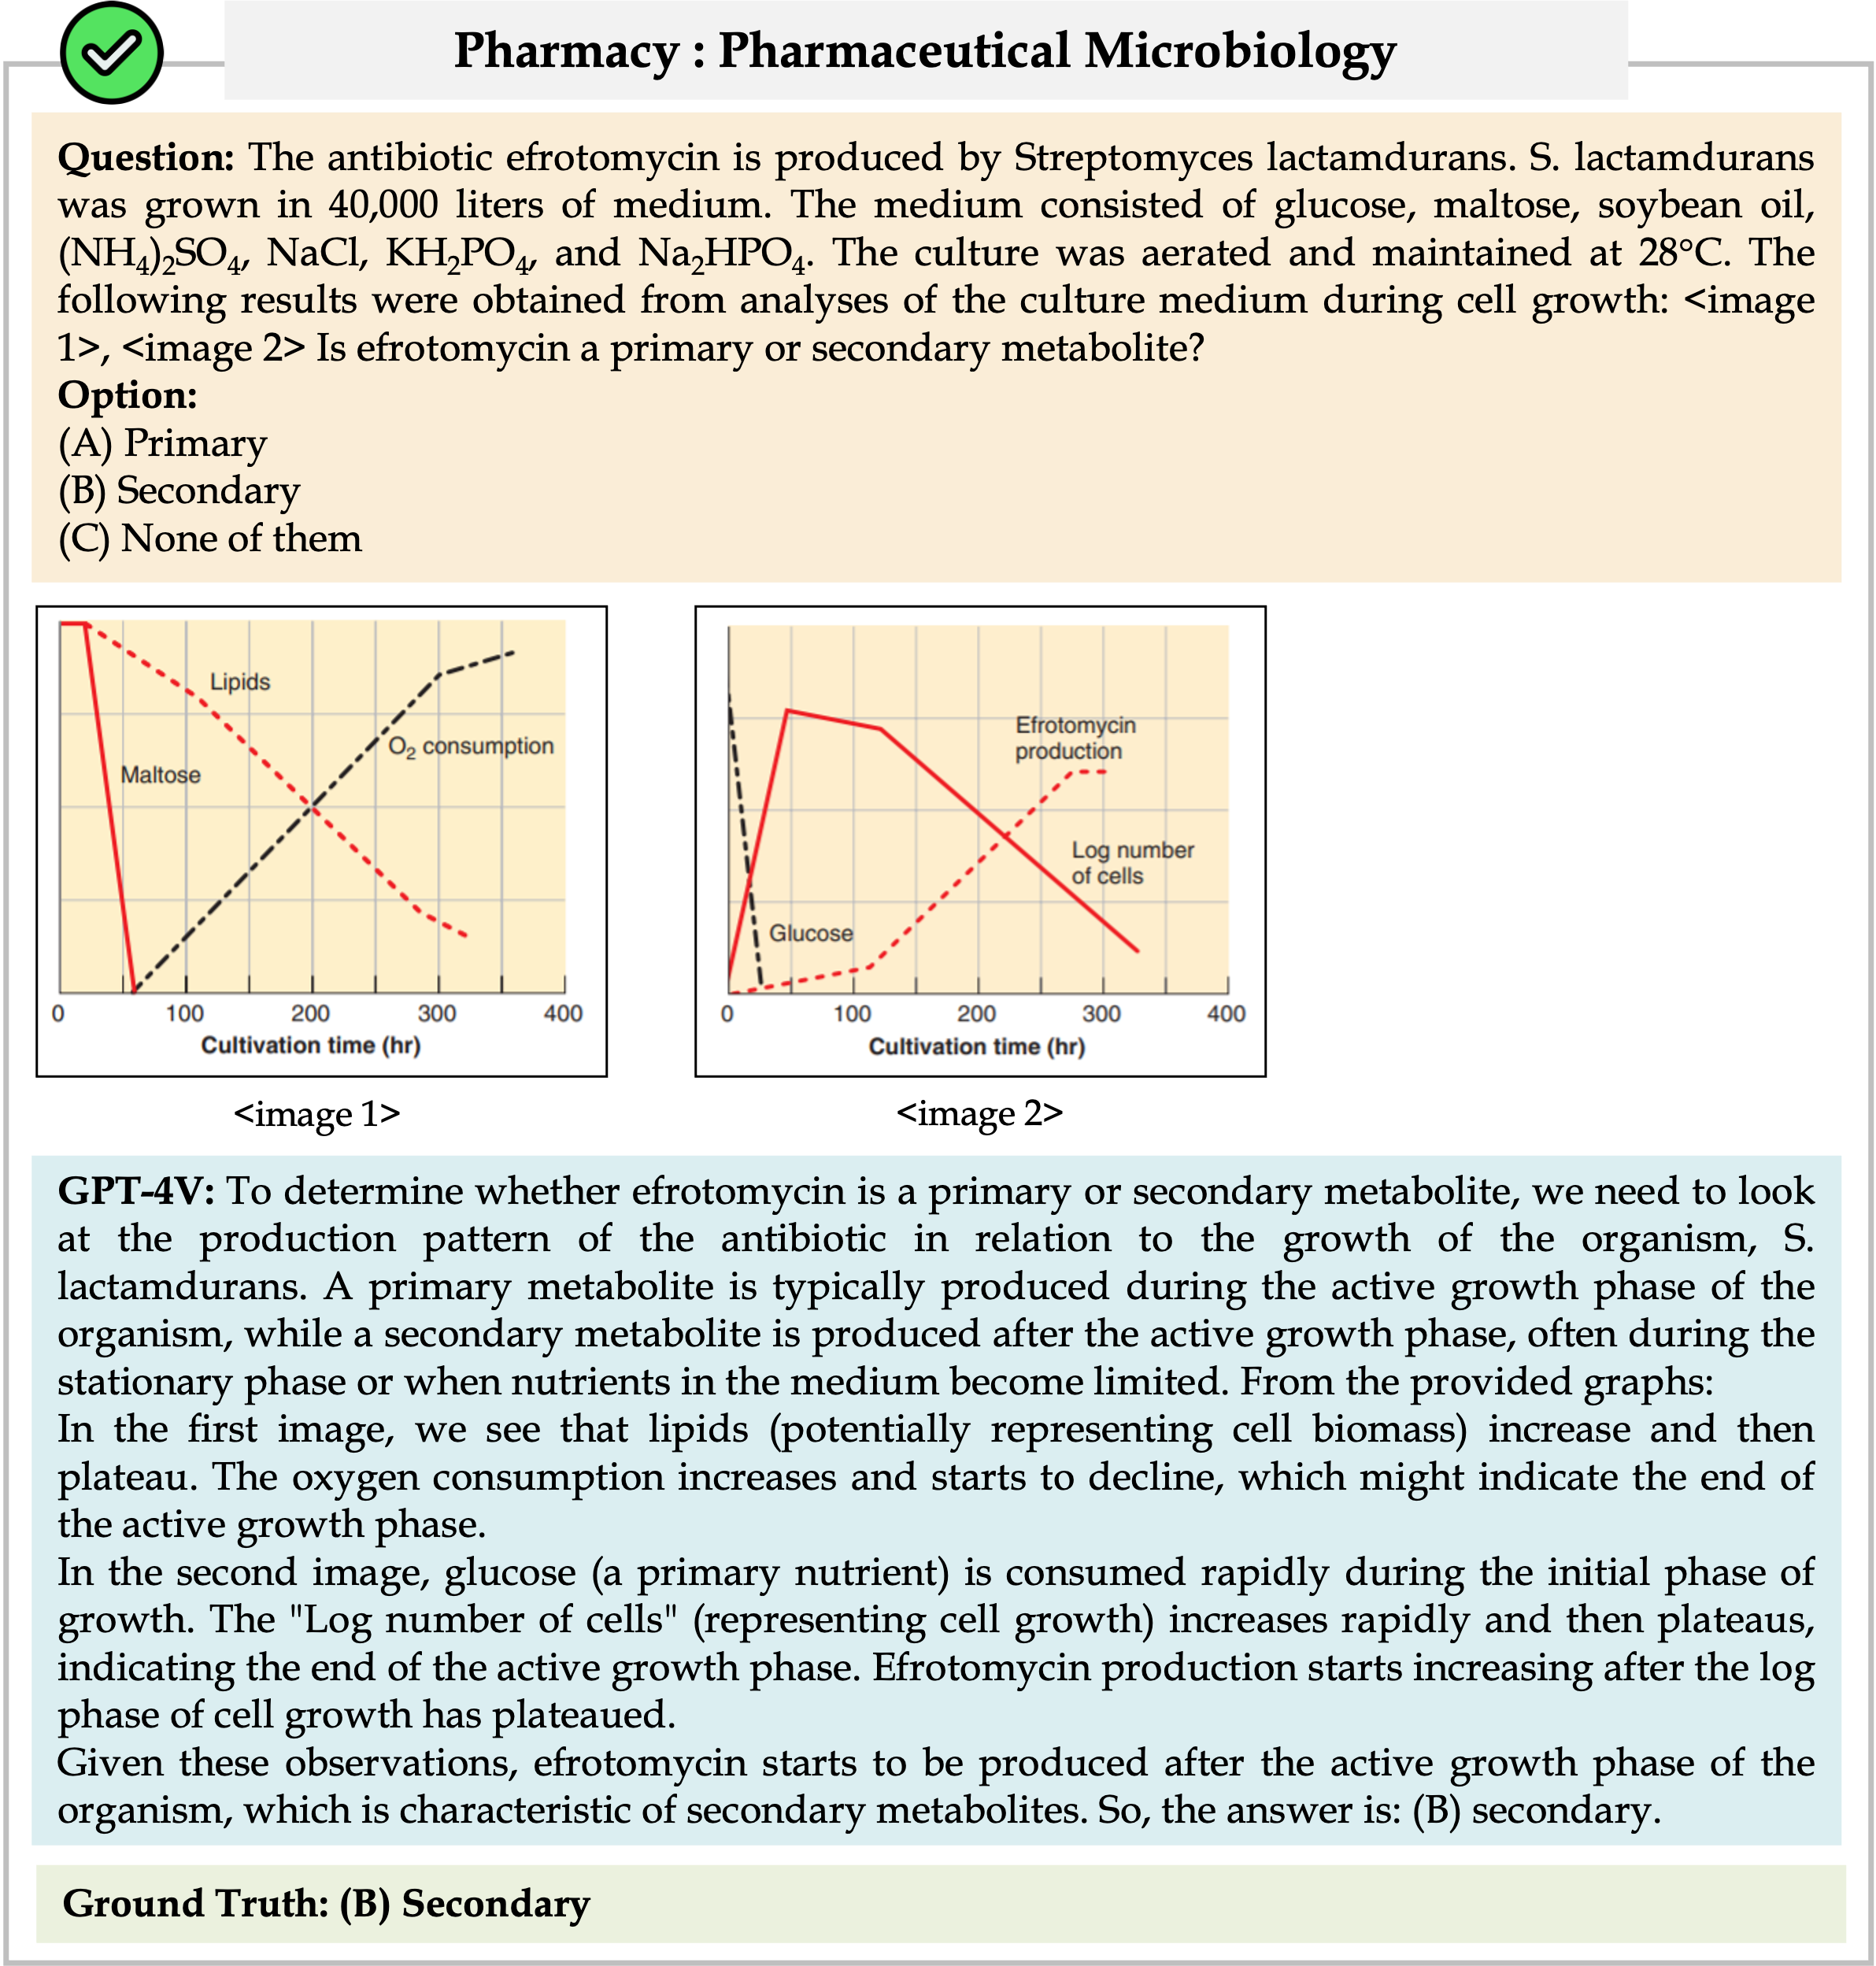 Pharmacy : Pharmaceutical Microbiology
Question: The antibiotic efrotomycin is produced by Streptomyces lactamdurans. S. lactamdurans
was grown in 40,000 liters of medium. The medium consisted of glucose, maltose, soybean oil,
(NH₄)₂SO₄, NaCl, KH₂PO₄, and Na₂HPO₄. The culture was aerated and maintained at 28°C. The
following results were obtained from analyses of the culture medium during cell growth: <image
1>, <image 2> Is efrotomycin a primary or secondary metabolite?
Option:
(A) Primary
(B) Secondary
(C) None of them
Lipids
O₂ consumption
Maltose
0 100 200 300 400
Cultivation time (hr)
<image 1>
Efrotomycin
production
Log number
of cells
Glucose
0 100 200 300 400
Cultivation time (hr)
<image 2>
GPT-4V: To determine whether efrotomycin is a primary or secondary metabolite, we need to look
at the production pattern of the antibiotic in relation to the growth of the organism, S.
lactamdurans. A primary metabolite is typically produced during the active growth phase of the
organism, while a secondary metabolite is produced after the active growth phase, often during the
stationary phase or when nutrients in the medium become limited. From the provided graphs:
In the first image, we see that lipids (potentially representing cell biomass) increase and then
plateau. The oxygen consumption increases and starts to decline, which might indicate the end of
the active growth phase.
In the second image, glucose (a primary nutrient) is consumed rapidly during the initial phase of
growth. The "Log number of cells" (representing cell growth) increases rapidly and then plateaus,
indicating the end of the active growth phase. Efrotomycin production starts increasing after the log
phase of cell growth has plateaued.
Given these observations, efrotomycin starts to be produced after the active growth phase of the
organism, which is characteristic of secondary metabolites. So, the answer is: (B) secondary.
Ground Truth: (B) Secondary